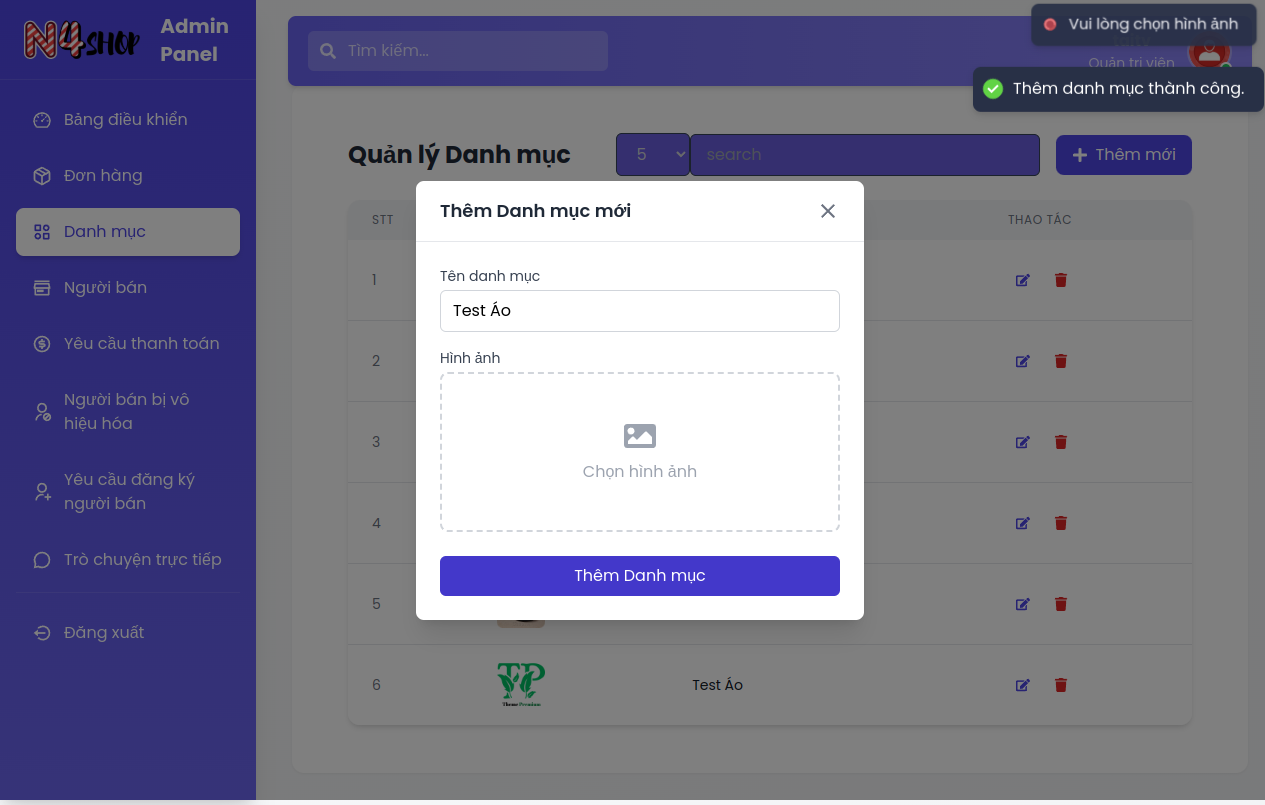 N4SHOP
Admin
Panel
Bảng điều khiển
Đơn hàng
Danh mục
Người bán
Yêu cầu thanh toán
Người bán bị vô
hiệu hóa
Yêu cầu đăng ký
người bán
Trò chuyện trực tiếp
Đăng xuất
Tìm kiếm...
Quản trị viên
Vui lòng chọn hình ảnh
Thêm danh mục thành công.
Quản lý Danh mục
5
search
Thêm mới
STT
THAO TÁC
1
2
3
4
5
6
Test Áo
Thêm Danh mục mới
Tên danh mục
Test Áo
Hình ảnh
Chọn hình ảnh
Thêm Danh mục
TP
Theme Premium